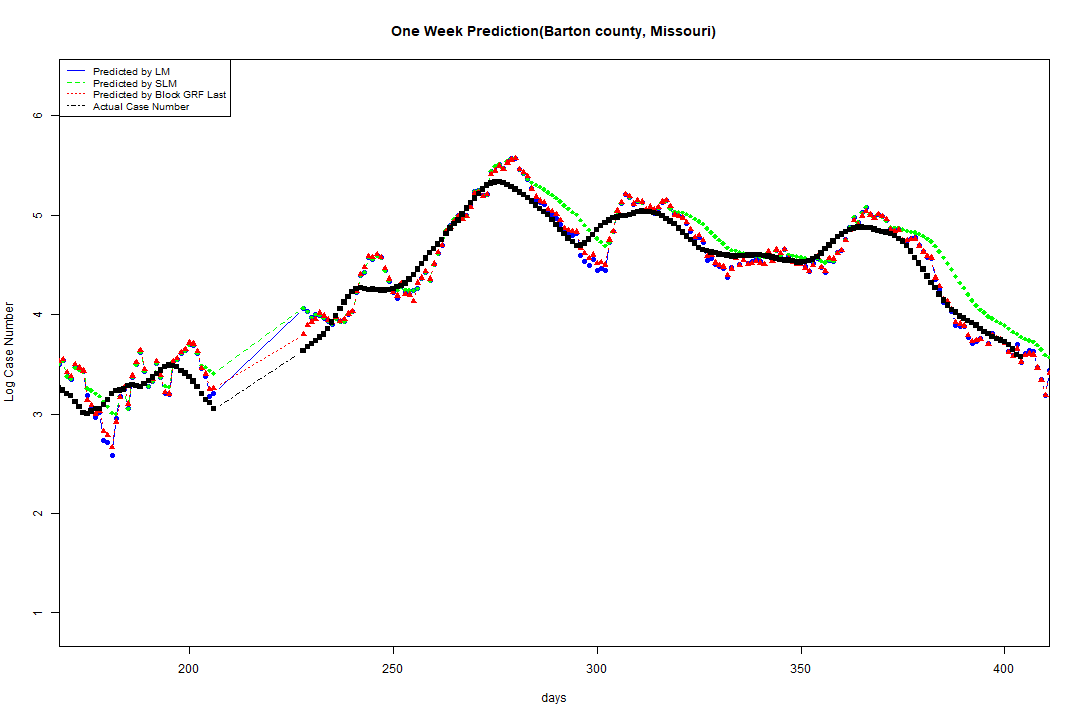 One Week Prediction(Barton county, Missouri)
Predicted by LM
Predicted by SLM
Predicted by Block GRF Last
Actual Case Number
Log Case Number
6
5
4
3
2
1
200 250 300 350 400
days